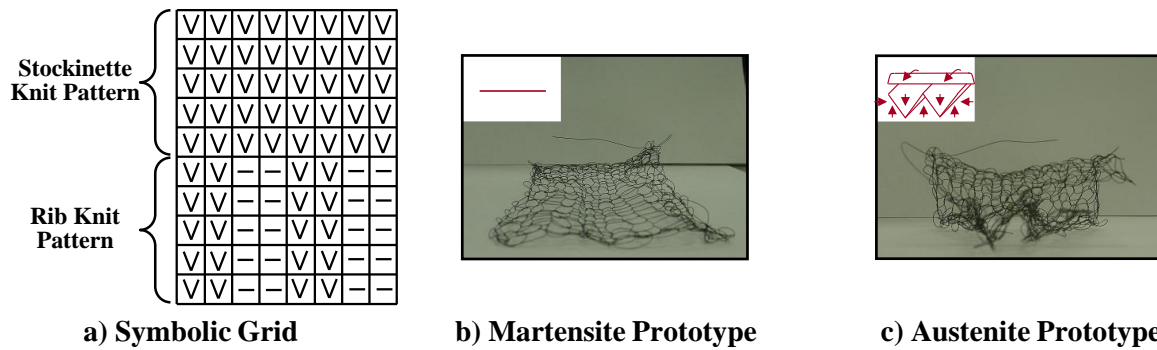 Stockinette
Knit Pattern
Rib Knit
Pattern
a) Symbolic Grid
b) Martensite Prototype
c) Austenite Prototype